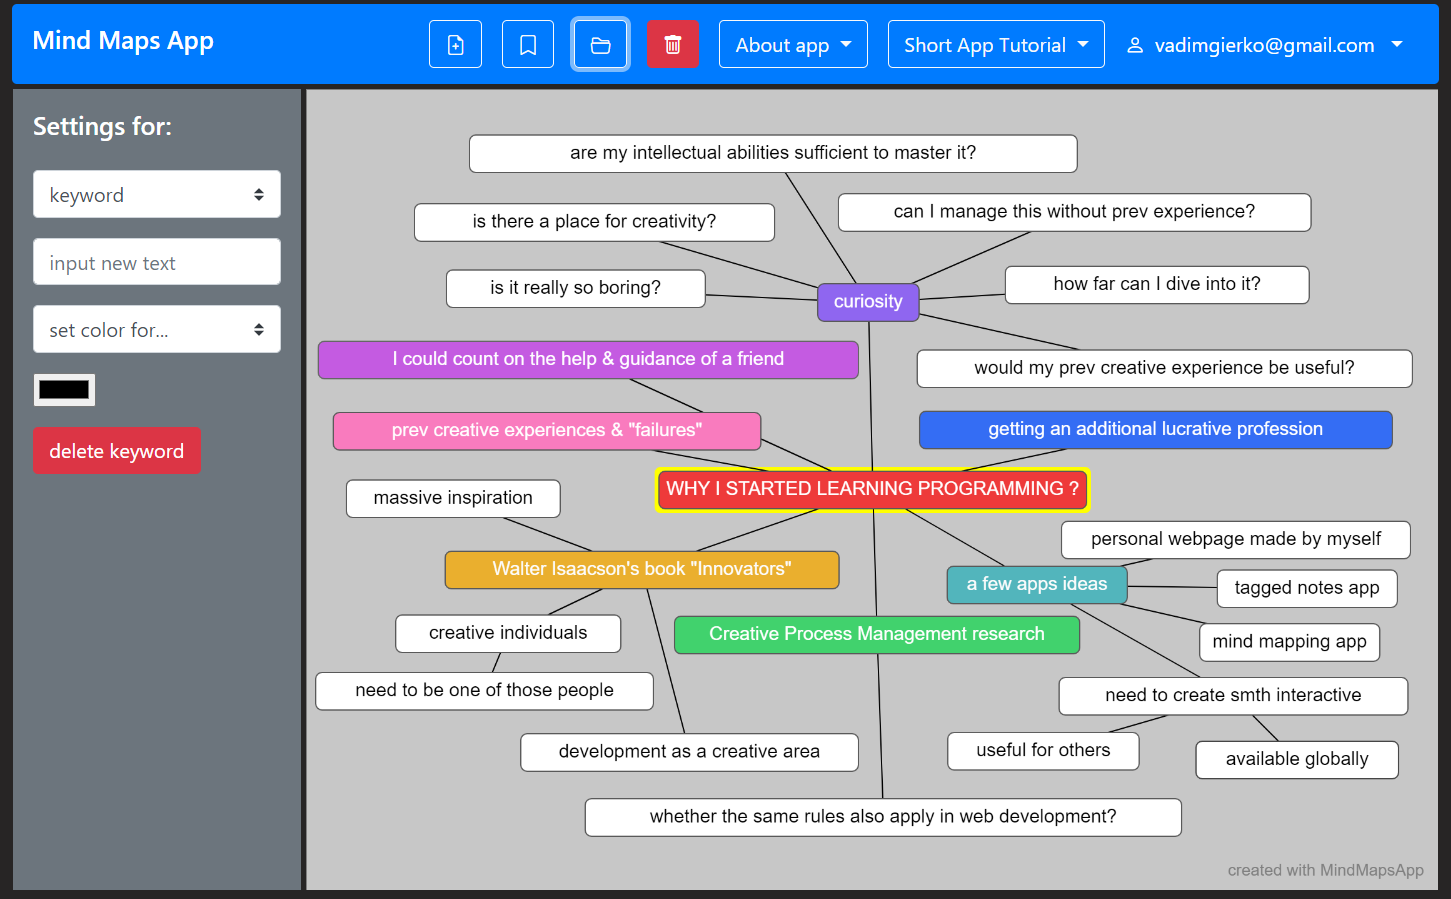 Mind Maps App
About app
Short App Tutorial
vadimgierko@gmail.com
Settings for:
keyword
input new text
set color for...
delete keyword
are my intellectual abilities sufficient to master it?
is there a place for creativity?
can I manage this without prev experience?
is it really so boring?
how far can I dive into it?
curiosity
I could count on the help & guidance of a friend
would my prev creative experience be useful?
prev creative experiences & "failures"
getting an additional lucrative profession
WHY I STARTED LEARNING PROGRAMMING ?
massive inspiration
personal webpage made by myself
Walter Isaacson's book "Innovators"
a few apps ideas
tagged notes app
creative individuals
Creative Process Management research
mind mapping app
need to be one of those people
need to create smth interactive
development as a creative area
useful for others
available globally
whether the same rules also apply in web development?
created with MindMapsApp